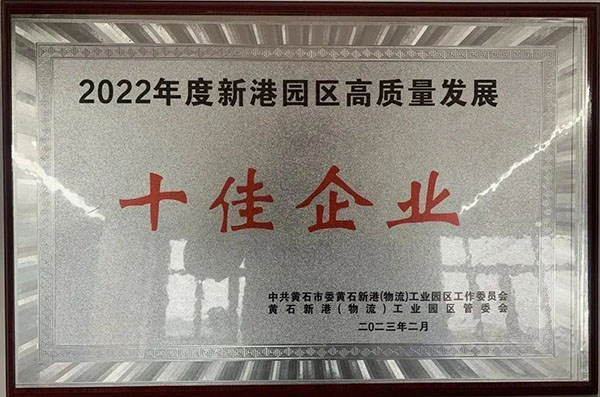 2022年度新港园区高质量发展
十佳企业
中共黄石市委黄石新港(物流)工业园区工作委员会
黄石新港(物流)工业园区管委会
二〇二三年二月